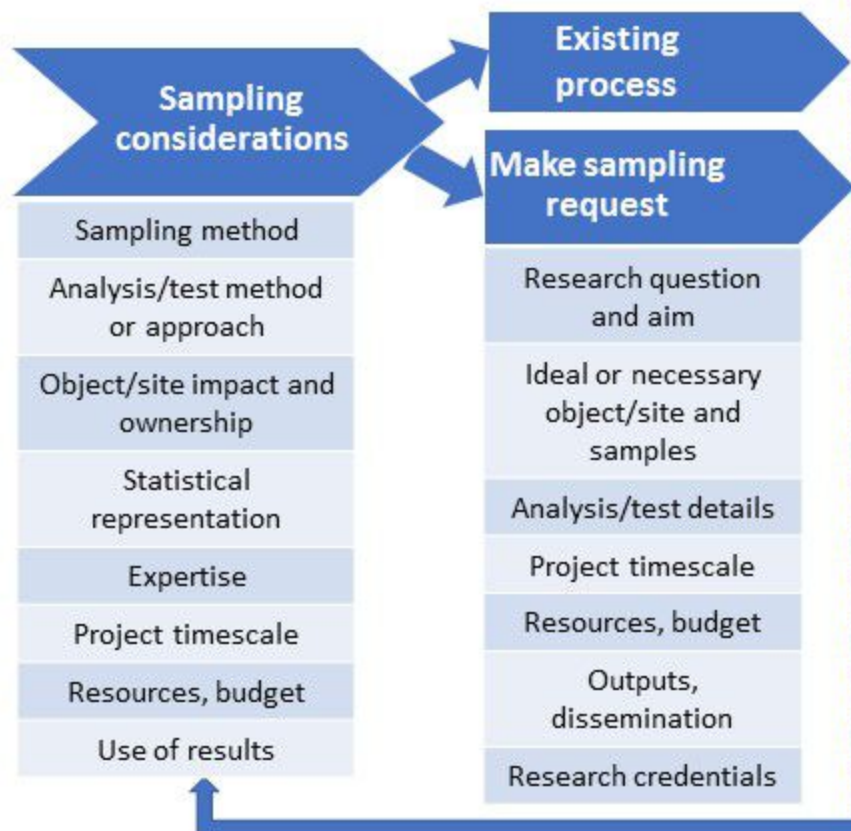 Sampling
considerations
Sampling method
Analysis/test method
or approach
Object/site impact and
ownership
Statistical
representation
Expertise
Project timescale
Resources, budget
Use of results
Existing
process
Make sampling
request
Research question
and aim
Ideal or necessary
object/site and
samples
Analysis/test details
Project timescale
Resources, budget
Outputs,
dissemination
Research credentials